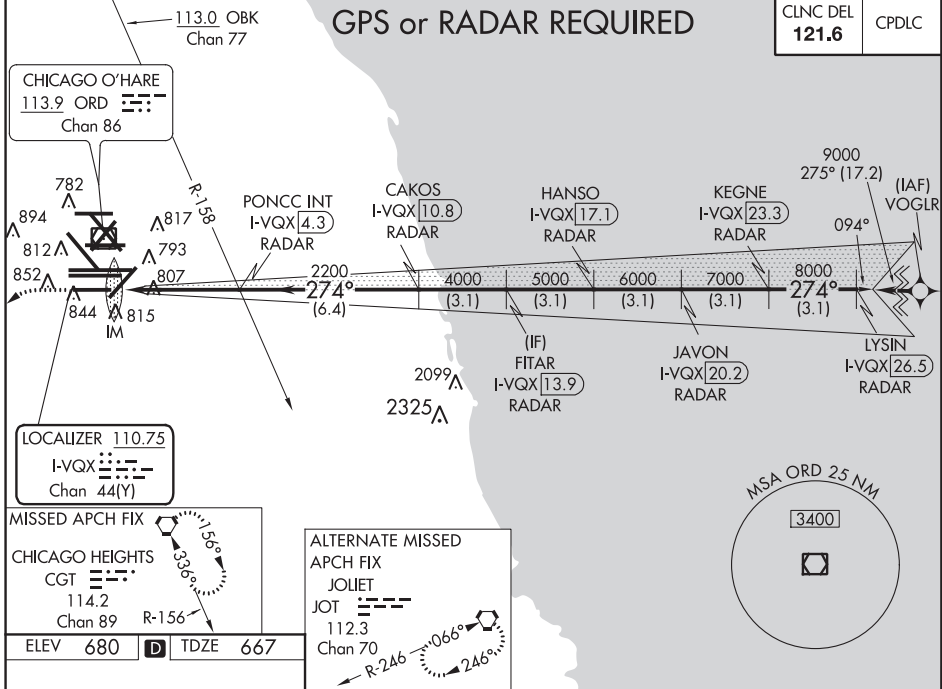 113.0 OBK
Chan 77
GPS or RADAR REQUIRED
CLNC DEL
121.6
CPDLC
CHICAGO O'HARE
113.9 ORD
Chan 86
R-158
782
894
812
852
817
793
807
844
815
IM
PONCC INT
I-VQX 4.3
RADAR
CAKOS
I-VQX 10.8
RADAR
HANSO
I-VQX 17.1
RADAR
KEGNE
I-VQX 23.3
RADAR
9000
275° (17.2)
094°
(IAF)
VOGLR
2200
274°
(6.4)
4000
(3.1)
5000
(3.1)
6000
(3.1)
7000
(3.1)
8000
274°
(3.1)
(IF)
FITAR
I-VQX 13.9
RADAR
JAVON
I-VQX 20.2
RADAR
LYSIN
I-VQX 26.5
RADAR
2099
2325
LOCALIZER 110.75
I-VQX
Chan 44(Y)
MSA ORD 25 NM
3400
MISSED APCH FIX
CHICAGO HEIGHTS
CGT
114.2
Chan 89
R-156
156°
336°
ALTERNATE MISSED
APCH FIX
JOLIET
JOT
112.3
Chan 70
R-246
066°
246°
ELEV 680
D
TDZE 667